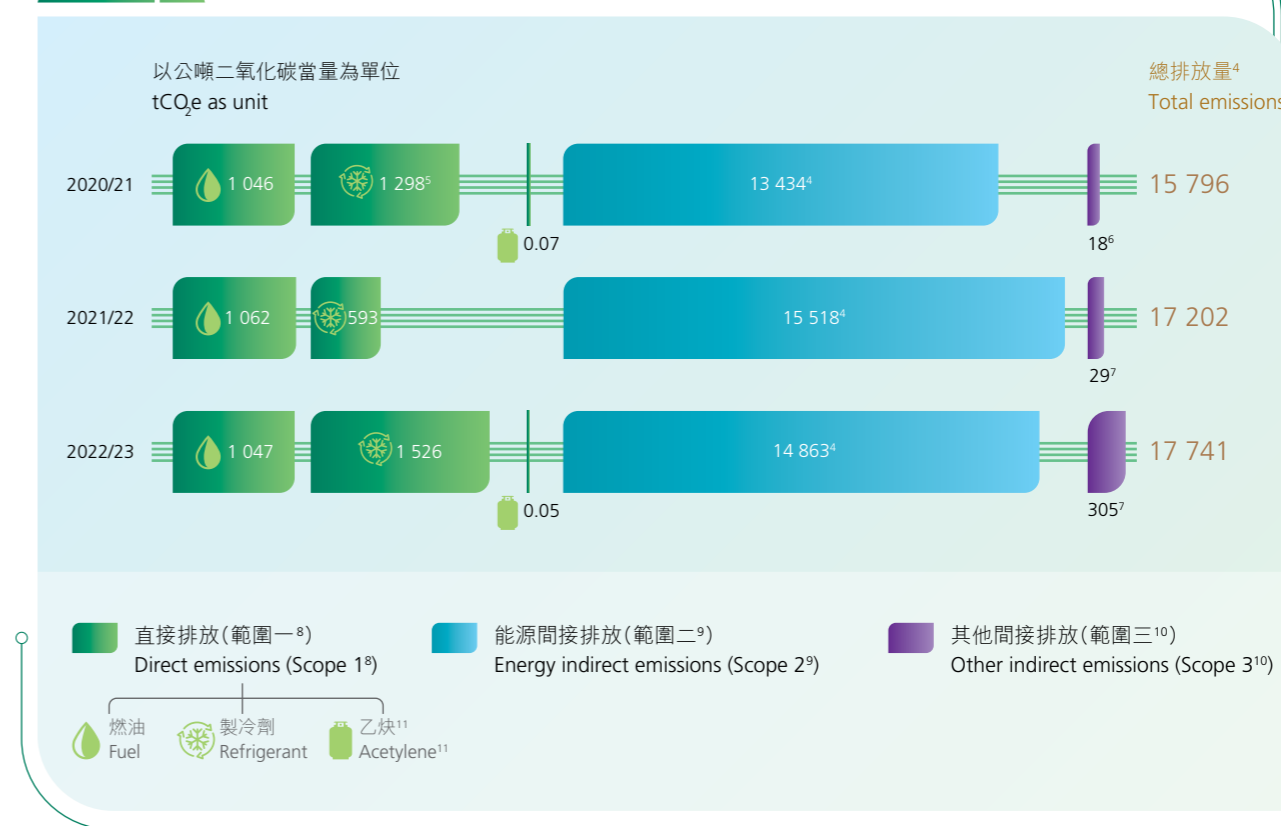 以公噸二氧化碳當量為單位
tCO₂e as unit
總排放量⁴
Total emissions
2020/21
1 046
1 298⁵
0.07
13 434⁴
18⁶
15 796
2021/22
1 062
593
15 518⁴
29⁷
17 202
2022/23
1 047
1 526
0.05
14 863⁴
305⁷
17 741
直接排放(範圍一⁸)
Direct emissions (Scope 1⁸)
能源間接排放(範圍二⁹)
Energy indirect emissions (Scope 2⁹)
其他間接排放(範圍三¹⁰)
Other indirect emissions (Scope 3¹⁰)
燃油
Fuel
製冷劑
Refrigerant
乙炔¹¹
Acetylene¹¹